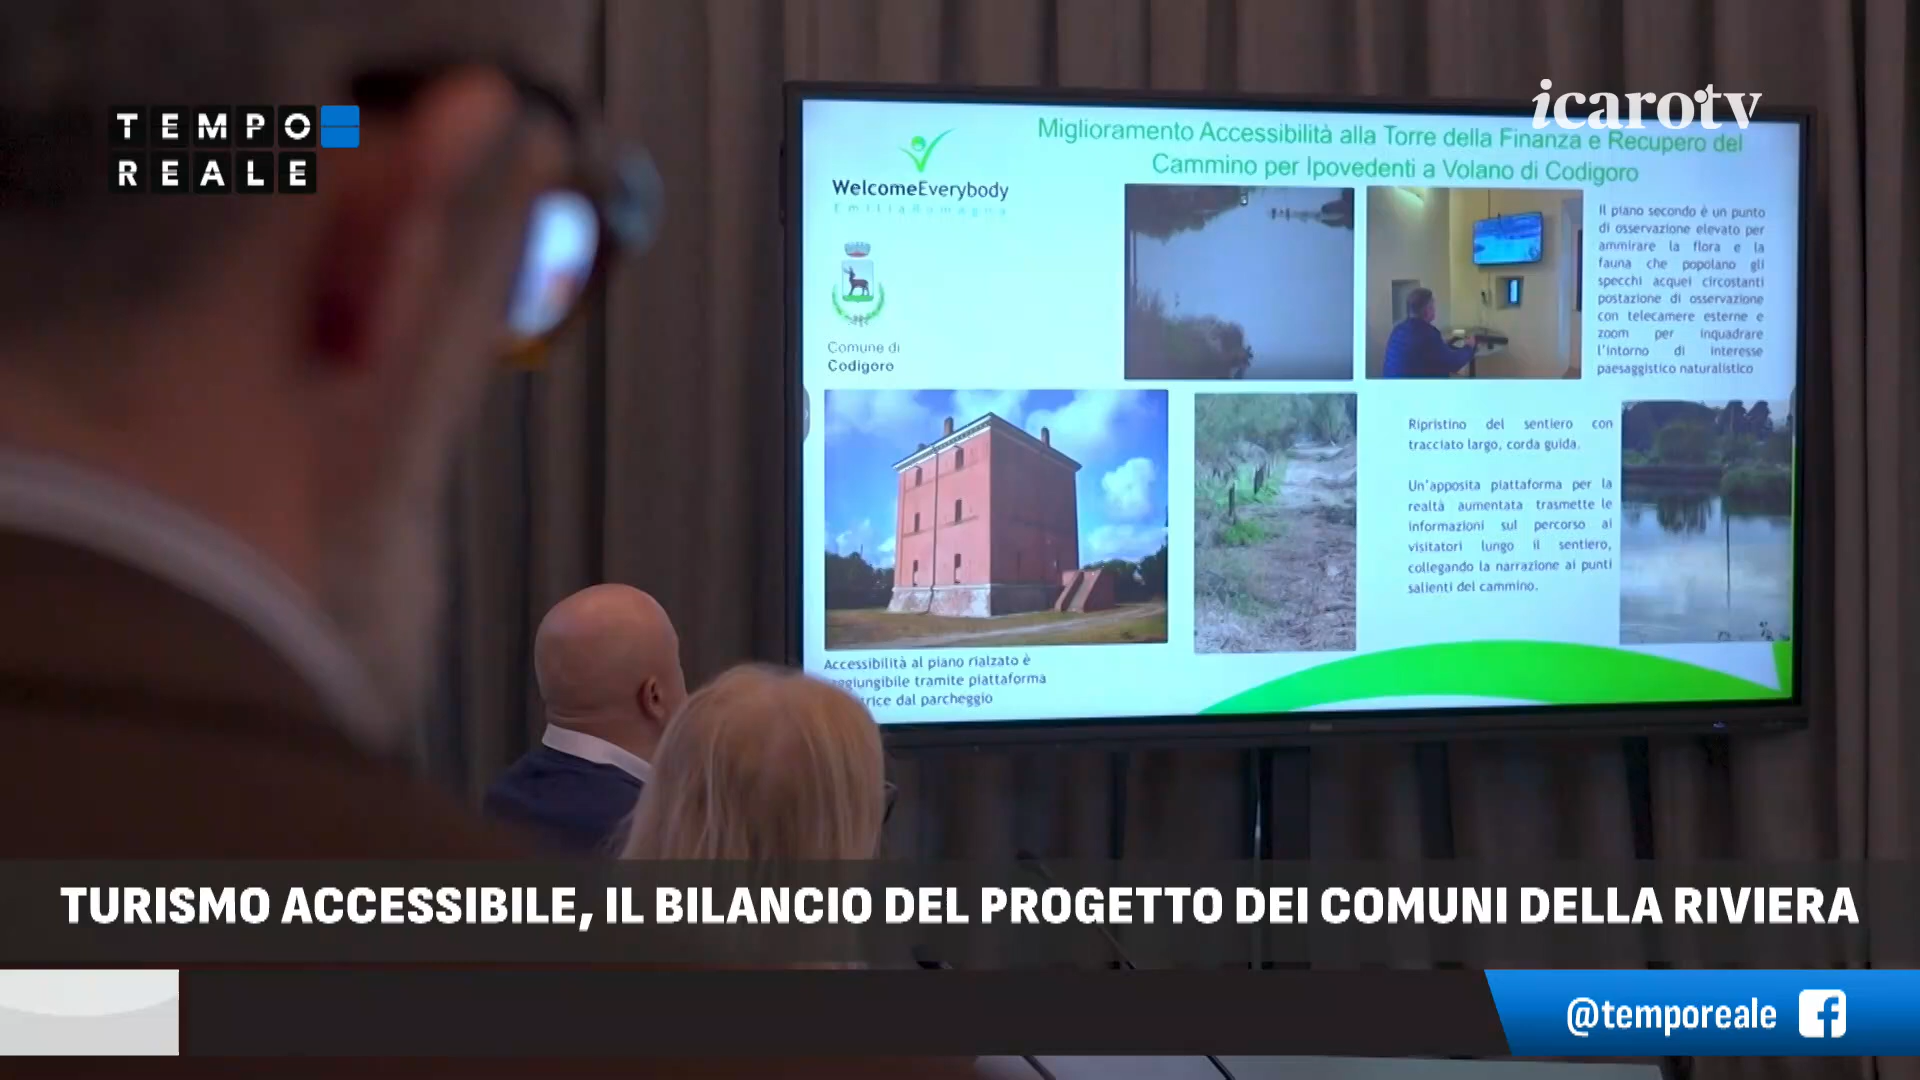 TEMPO
REALE
icarotv
Miglioramento Accessibilità alla Torre della Finanza e Recupero del
Cammino per Ipovedenti a Volano di Codigoro
WelcomeEverybody
EmiliaRomagna
Comune di
Codigoro
Il piano secondo è un punto
di osservazione elevato per
ammirare la flora e la
fauna che popolano gli
specchi acquei circostanti
postazione di osservazione
con telecamere esterne e
zoom per inquadrare
l'intorno di interesse
paesaggistico naturalistico
Ripristino del sentiero con
tracciato largo, corda guida.
Un'apposita piattaforma per la
realtà aumentata trasmette le
informazioni sul percorso ai
visitatori lungo il sentiero,
collegando la narrazione ai punti
salienti del cammino.
Accessibilità al piano rialzato è
tramite piattaforma
dal parcheggio
TURISMO ACCESSIBILE, IL BILANCIO DEL PROGETTO DEI COMUNI DELLA RIVIERA
@temporeale